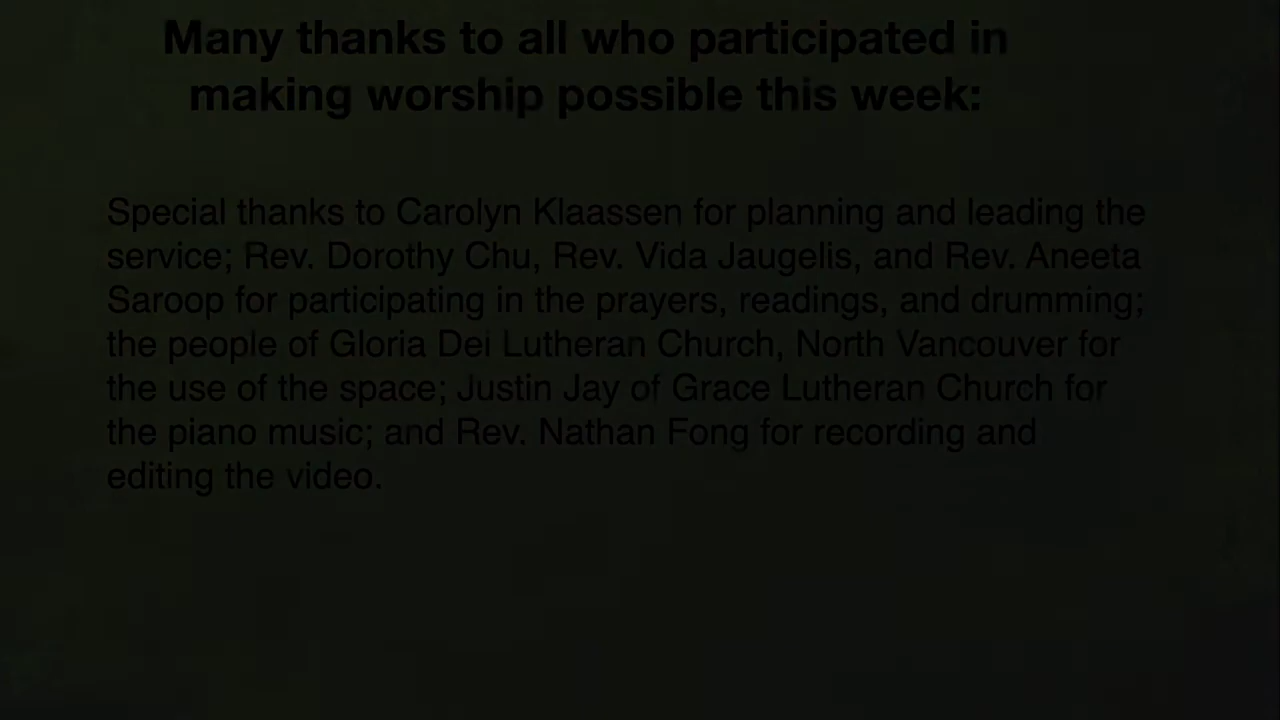 Many thanks to all who participated in
making worship possible this week:
Special thanks to Carolyn Klaassen for planning and leading the
service; Rev. Dorothy Chu, Rev. Vida Jaugelis, and Rev. Aneeta
Saroop for participating in the prayers, readings, and drumming;
the people of Gloria Dei Lutheran Church, North Vancouver for
the use of the space; Justin Jay of Grace Lutheran Church for
the piano music; and Rev. Nathan Fong for recording and
editing the video.